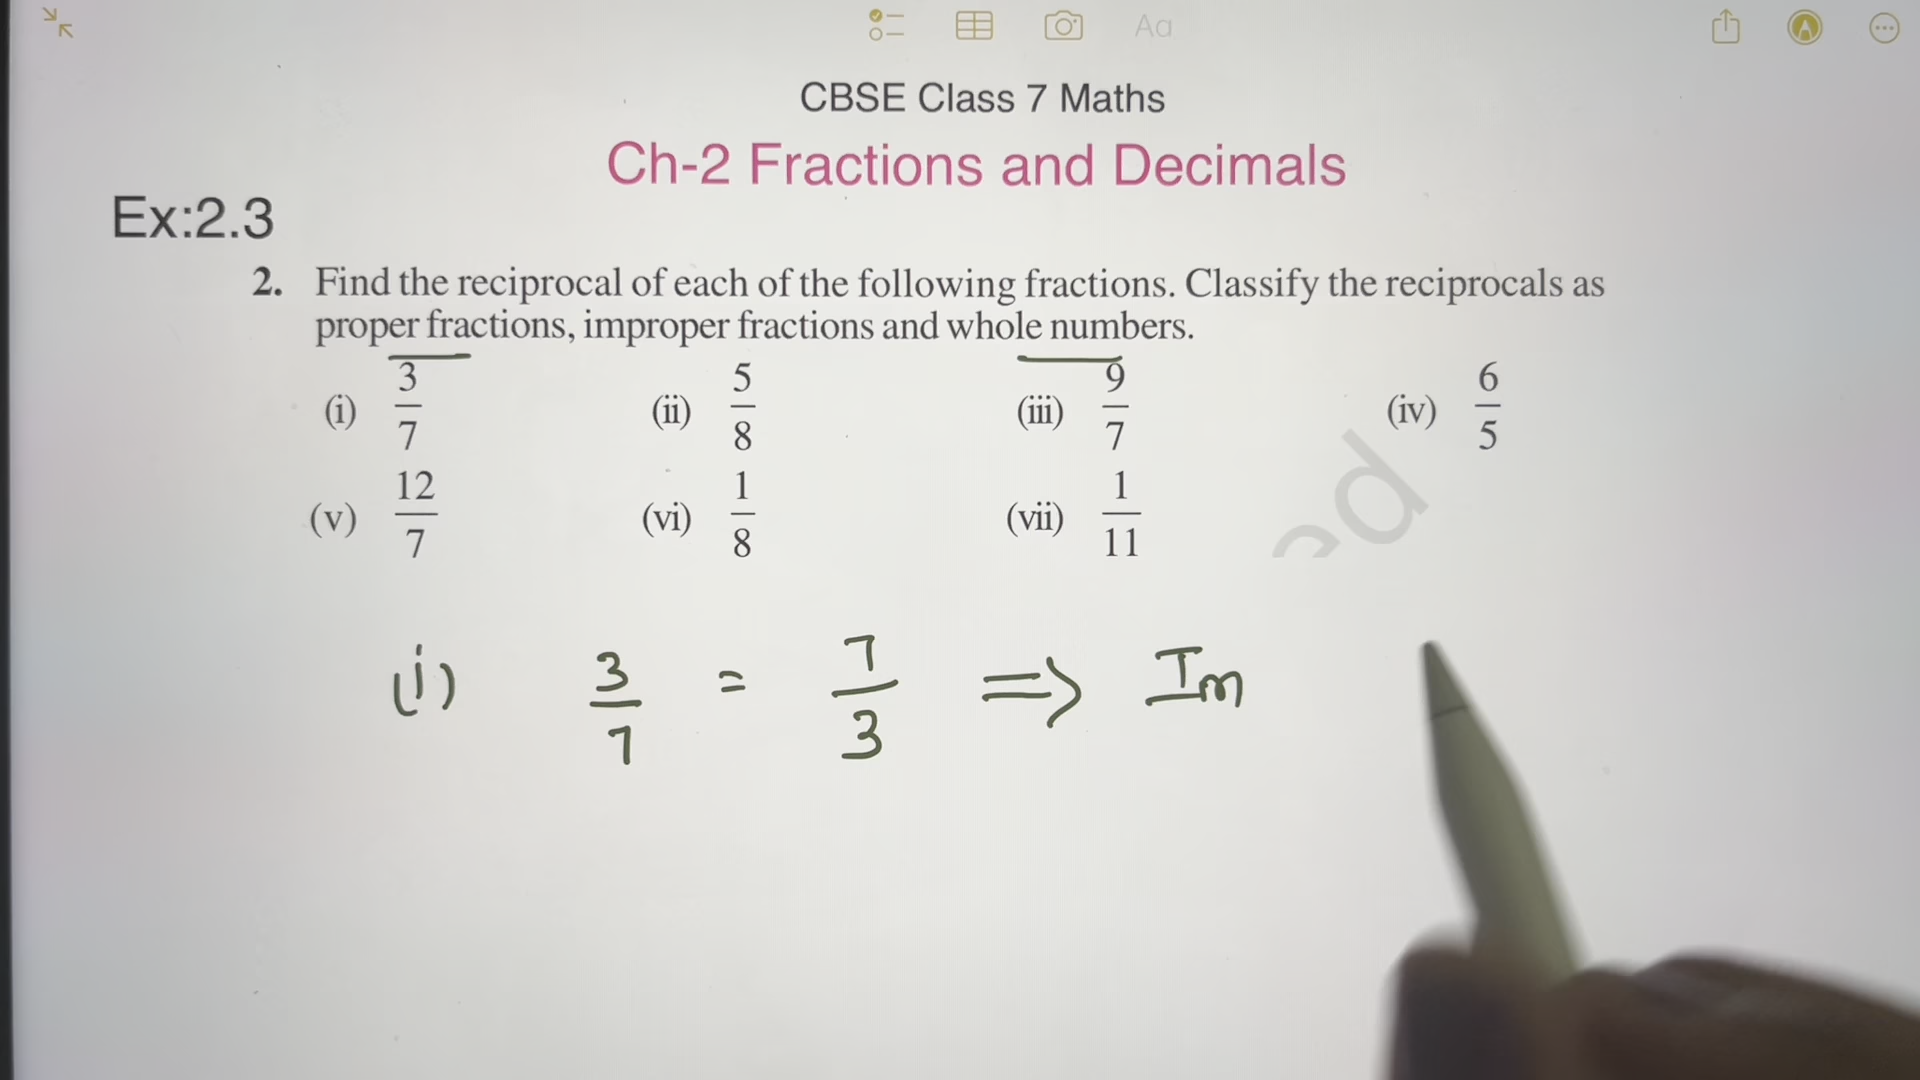 Aa
CBSE Class 7 Maths
Ch-2 Fractions and Decimals
Ex:2.3
2. Find the reciprocal of each of the following fractions. Classify the reciprocals as
proper fractions, improper fractions and whole numbers.
(i) 3/7 (ii) 5/8 (iii) 9/7 (iv) 6/5
(v) 12/7 (vi) 1/8 (vii) 1/11
(i) 3/7 = 7/3 ⇒ Im